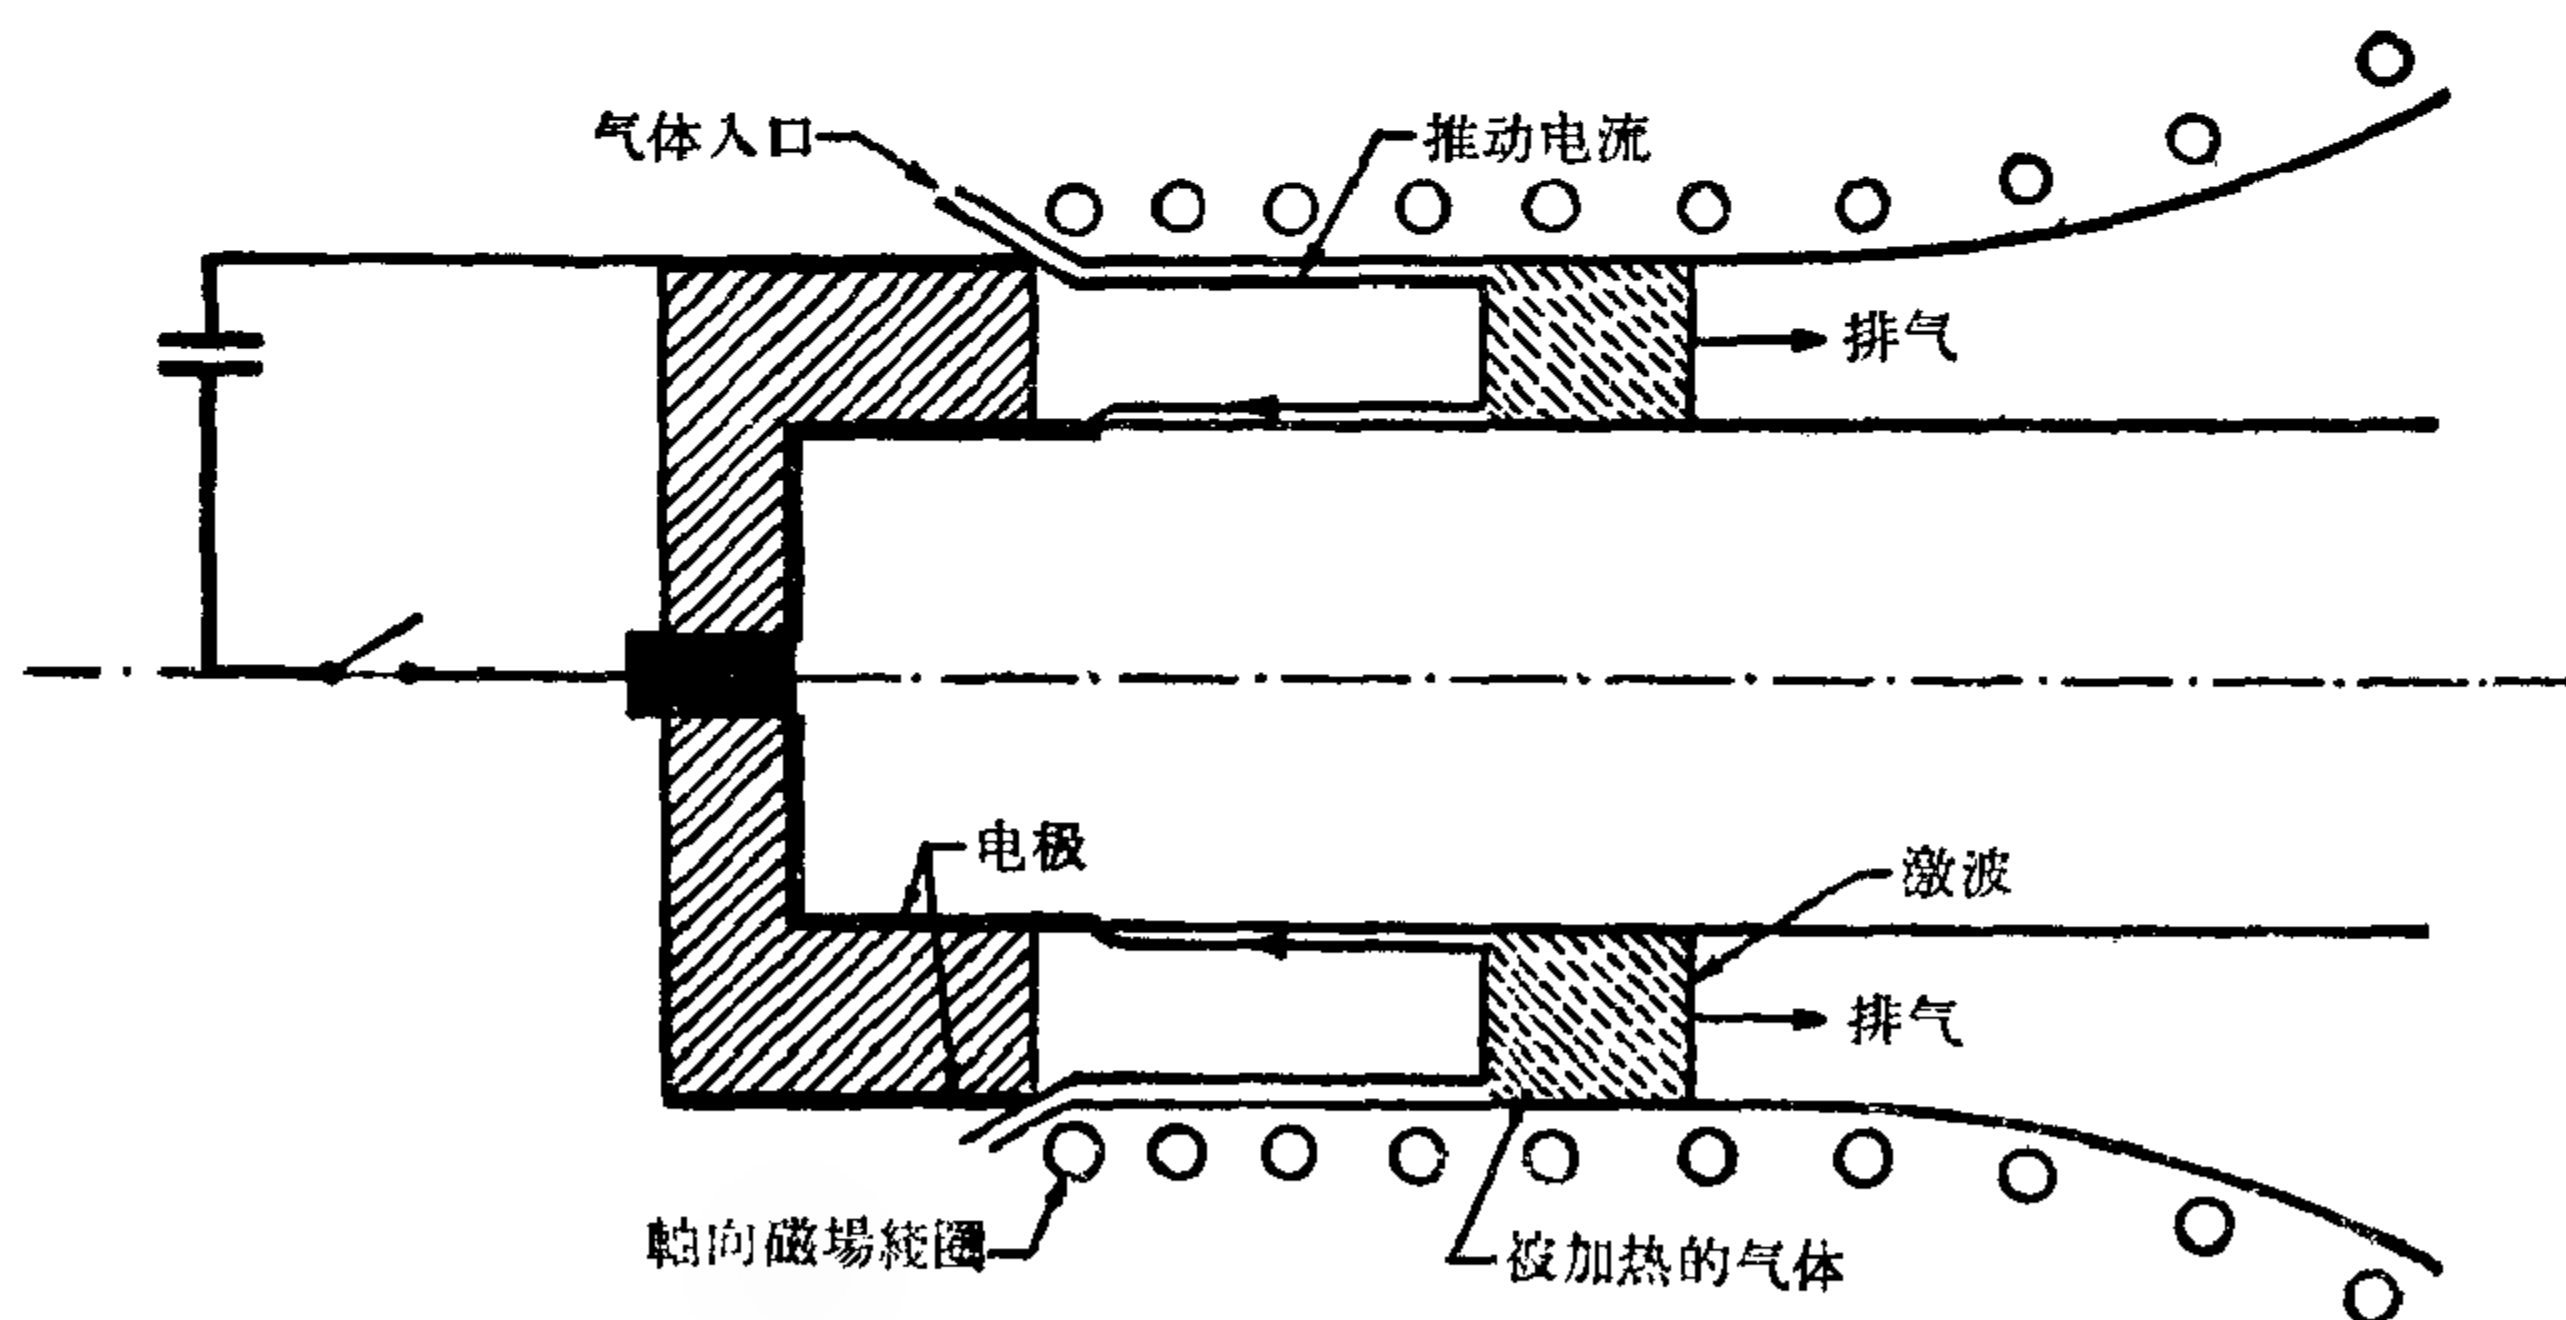 气体入口
推动电流
排气
电极
激波
排气
軸向磁場綫圈
被加热的气体